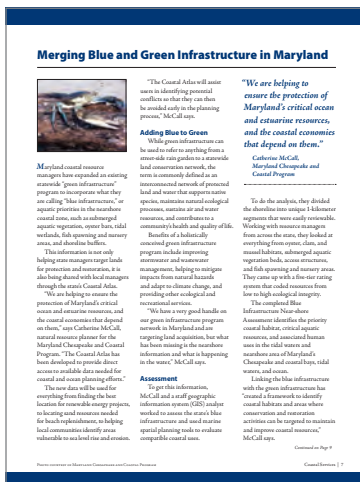 Merging Blue and Green Infrastructure in Maryland
Maryland coastal resource
managers have expanded an existing
statewide "green infrastructure"
program to incorporate what they
are calling "blue infrastructure," or
aquatic priorities in the nearshore
coastal zone, such as submerged
aquatic vegetation, oyster bars, tidal
wetlands, fish spawning and nursery
areas, and shoreline buffers.
This information is not only
helping state managers target lands
for protection and restoration, it is
also being shared with local managers
through the state's Coastal Atlas.
"We are helping to ensure the
protection of Maryland's critical
ocean and estuarine resources, and
the coastal economies that depend
on them," says Catherine McCall,
natural resource planner for the
Maryland Chesapeake and Coastal
Program. "The Coastal Atlas has
been developed to provide direct
access to available data needed for
coastal and ocean planning efforts."
The new data will be used for
everything from finding the best
location for renewable energy projects,
to locating sand resources needed
for beach replenishment, to helping
local communities identify areas
vulnerable to sea level rise and erosion.
"The Coastal Atlas will assist
users in identifying potential
conflicts so that they can then
be avoided early in the planning
process," McCall says.
Adding Blue to Green
While green infrastructure can
be used to refer to anything from a
street-side rain garden to a statewide
land conservation network, the
term is commonly defined as an
interconnected network of protected
land and water that supports native
species, maintains natural ecological
processes, sustains air and water
resources, and contributes to a
community's health and quality of life.
Benefits of a holistically
conceived green infrastructure
program include improving
stormwater and wastewater
management, helping to mitigate
impacts from natural hazards
and adapt to climate change, and
providing other ecological and
recreational services.
"We have a very good handle on
our green infrastructure program
network in Maryland and are
targeting land acquisition, but what
has been missing is the nearshore
information and what is happening
in the water," McCall says.
Assessment
To get this information,
McCall and a staff geographic
information system (GIS) analyst
worked to assess the state's blue
infrastructure and used marine
spatial planning tools to evaluate
compatible coastal uses.
"We are helping to
ensure the protection of
Maryland's critical ocean
and estuarine resources,
and the coastal economies
that depend on them."
Catherine McCall,
Maryland Chesapeake and
Coastal Program
To do the analysis, they divided
the shoreline into unique 1-kilometer
segments that were easily reviewable.
Working with resource managers
from across the state, they looked at
everything from oyster, clam, and
mussel habitats, submerged aquatic
vegetation beds, access structures,
and fish spawning and nursery areas.
They came up with a five-tier rating
system that coded resources from
low to high ecological integrity.
The completed Blue
Infrastructure Near-shore
Assessment identifies the priority
coastal habitat, critical aquatic
resources, and associated human
uses in the tidal waters and
nearshore area of Maryland's
Chesapeake and coastal bays, tidal
waters, and ocean.
Linking the blue infrastructure
with the green infrastructure has
"created a framework to identify
coastal habitats and areas where
conservation and restoration
activities can be targeted to maintain
and improve coastal resources,"
McCall says.
Continued on Page 9
Photo courtesy of Maryland Chesapeake and Coastal Program
Coastal Services | 7